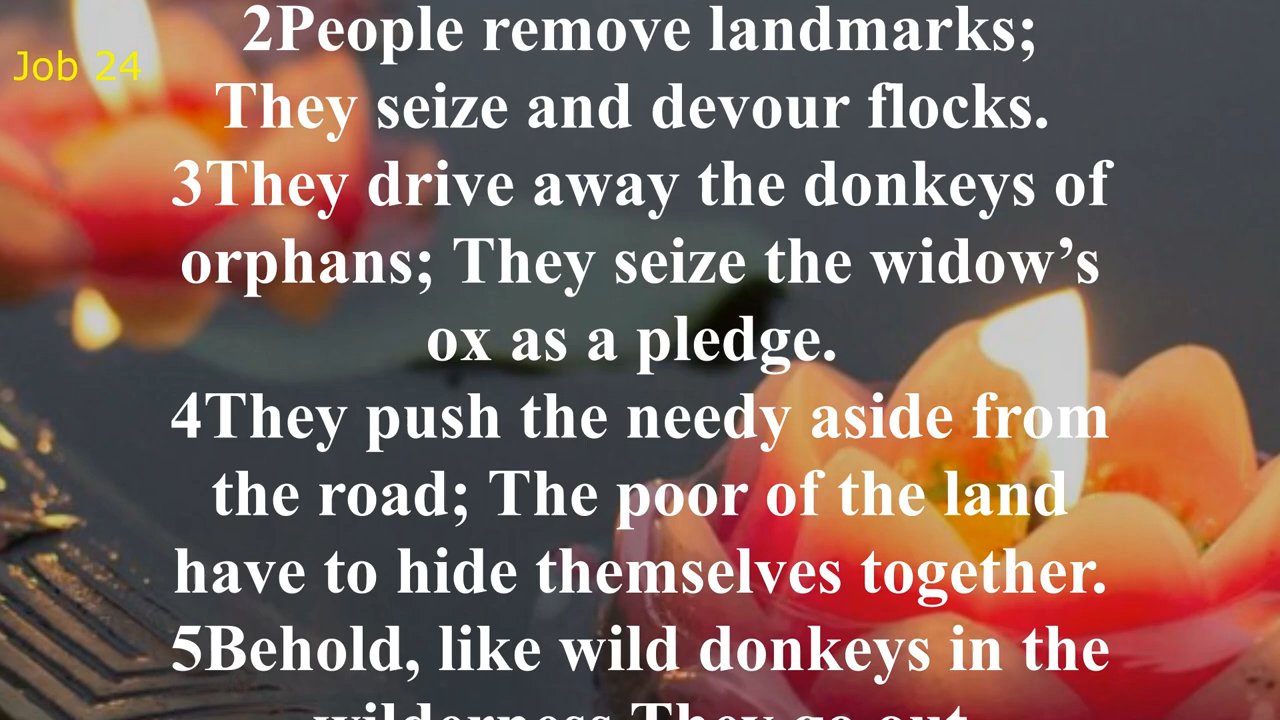 Job 24
2People remove landmarks;
They seize and devour flocks.
3They drive away the donkeys of
orphans; They seize the widow’s
ox as a pledge.
4They push the needy aside from
the road; The poor of the land
have to hide themselves together.
5Behold, like wild donkeys in the
wilderness They go out